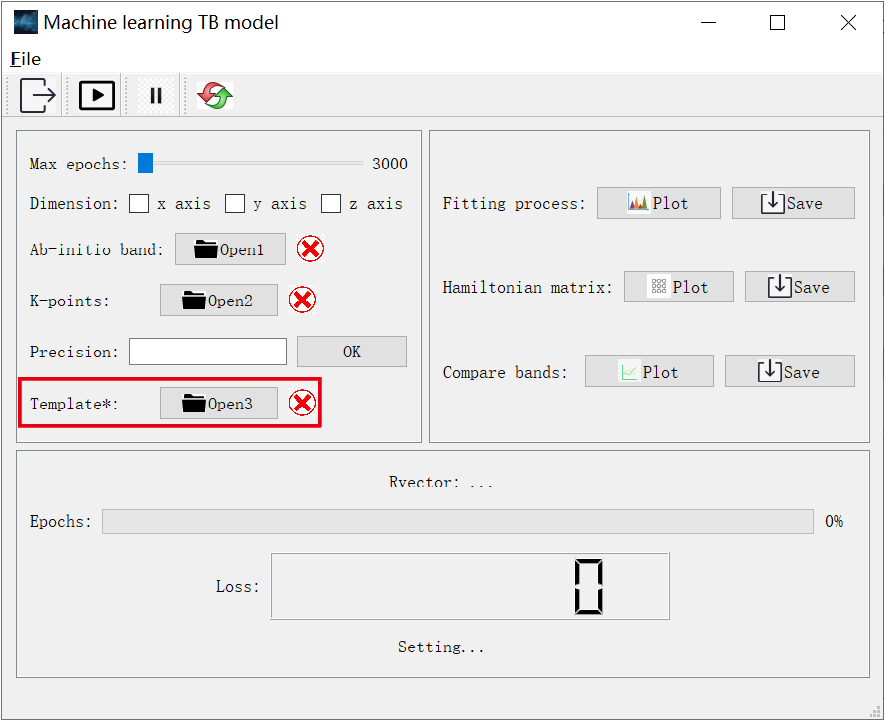 Machine learning TB model
File
Max epochs: 3000
Dimension: x axis y axis z axis
Ab-initio band: Open1
K-points: Open2
Precision: OK
Template*: Open3
Fitting process: Plot Save
Hamiltonian matrix: Plot Save
Compare bands: Plot Save
Rvector: ...
Epochs: 0%
Loss: 0
Setting...